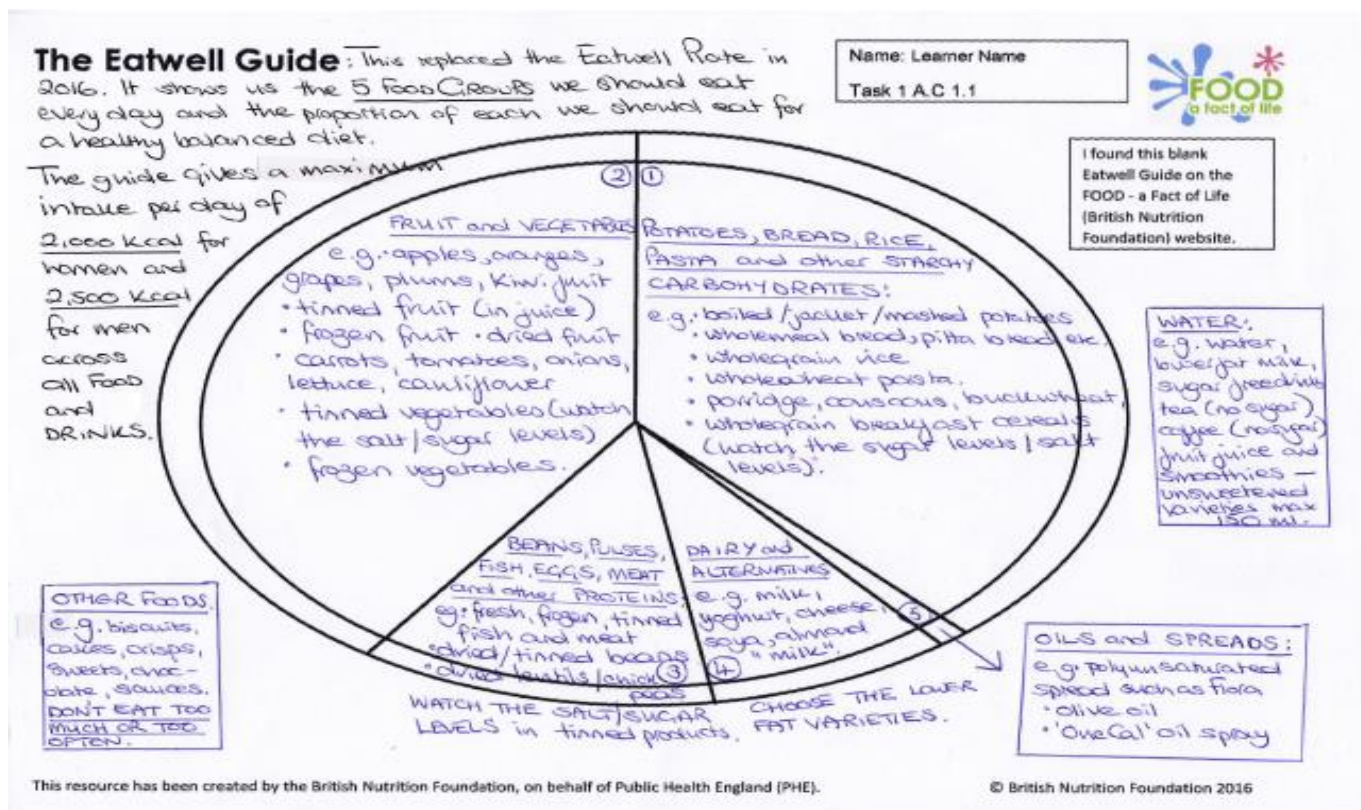 The Eatwell Guide: This replaced the Eatwell Plate in
2016. It shows us the 5 FOOD GROUPS we should eat
every day and the proportion of each we should eat for
a healthy balanced diet.
The guide gives a maximum
intake per day of
2,000 Kcal for
women and
2,500 Kcal
for men
across
all FOOD
and
DRINKS.
Name: Learner Name
Task 1 A.C 1.1
FOOD
a fact of life
I found this blank
Eatwell Guide on the
FOOD - a Fact of Life
(British Nutrition
Foundation) website.
2 1
FRUIT and VEGETABLES
e.g. • apples, oranges,
grapes, plums, Kiwi fruit
• tinned fruit (in juice)
• frozen fruit • dried fruit
• carrots, tomatoes, onions,
lettuce, cauliflower
• tinned vegetables (watch
the salt/sugar levels)
• frozen vegetables.
POTATOES, BREAD, RICE,
PASTA and other STARCHY
CARBOHYDRATES:
e.g. • boiled/jacket/mashed potatoes
• wholemeal bread, pitta bread etc.
• wholegrain rice
• wholewheat pasta.
• porridge, couscous, buckwheat,
• wholegrain breakfast cereals
(watch the sugar levels/salt
levels).
WATER:
e.g. water,
lower fat milk,
sugar free drinks
tea (no sugar)
coffee (no sugar)
fruit juice and
smoothies —
unsweetened
varieties max
150 ml.
BEANS, PULSES,
FISH, EGGS, MEAT
and other PROTEINS
eg: fresh, frozen, tinned
fish and meat
• dried/tinned beans
• dried lentils/chick
peas
3
WATCH THE SALT/SUGAR
LEVELS in tinned products.
DAIRY and
ALTERNATIVES
e.g. milk,
yoghurt, cheese,
soya, almond
"milk".
4
CHOOSE THE LOWER
FAT VARIETIES.
5
OTHER FOODS.
e.g. biscuits,
cakes, crisps,
sweets, choc-
olate, sauces.
DON'T EAT TOO
MUCH OR TOO
OFTEN.
OILS and SPREADS:
e.g. polyunsaturated
spread such as flora
• olive oil
• 'OneCal' oil spray
This resource has been created by the British Nutrition Foundation, on behalf of Public Health England (PHE).
© British Nutrition Foundation 2016